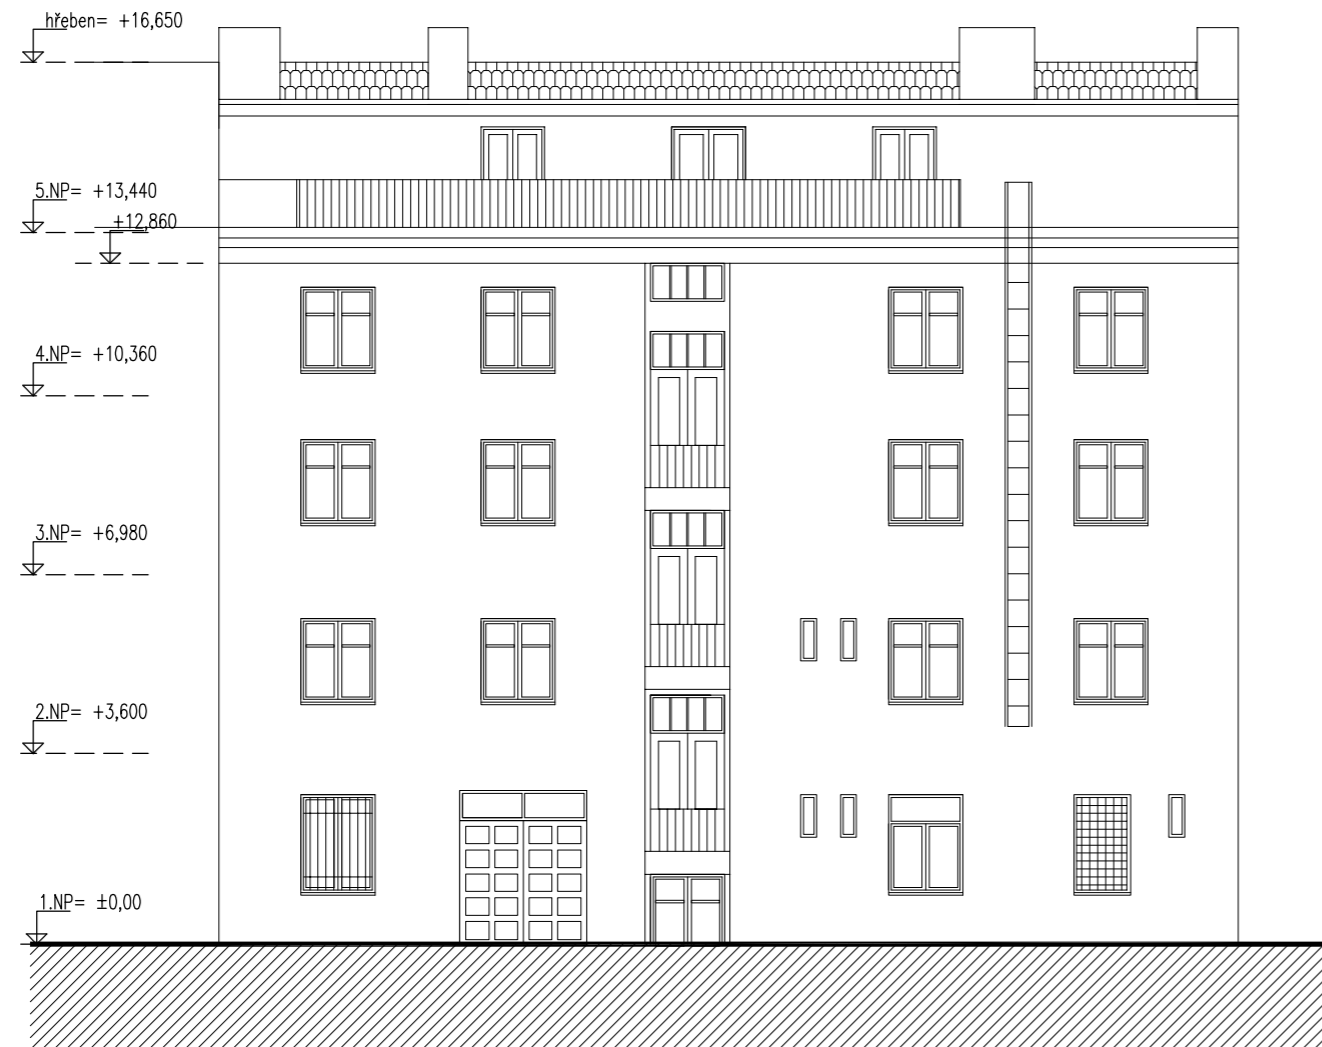 hřeben= +16,650
5.NP= +13,440
+12,860
4.NP= +10,360
3.NP= +6,980
2.NP= +3,600
1.NP= ±0,00